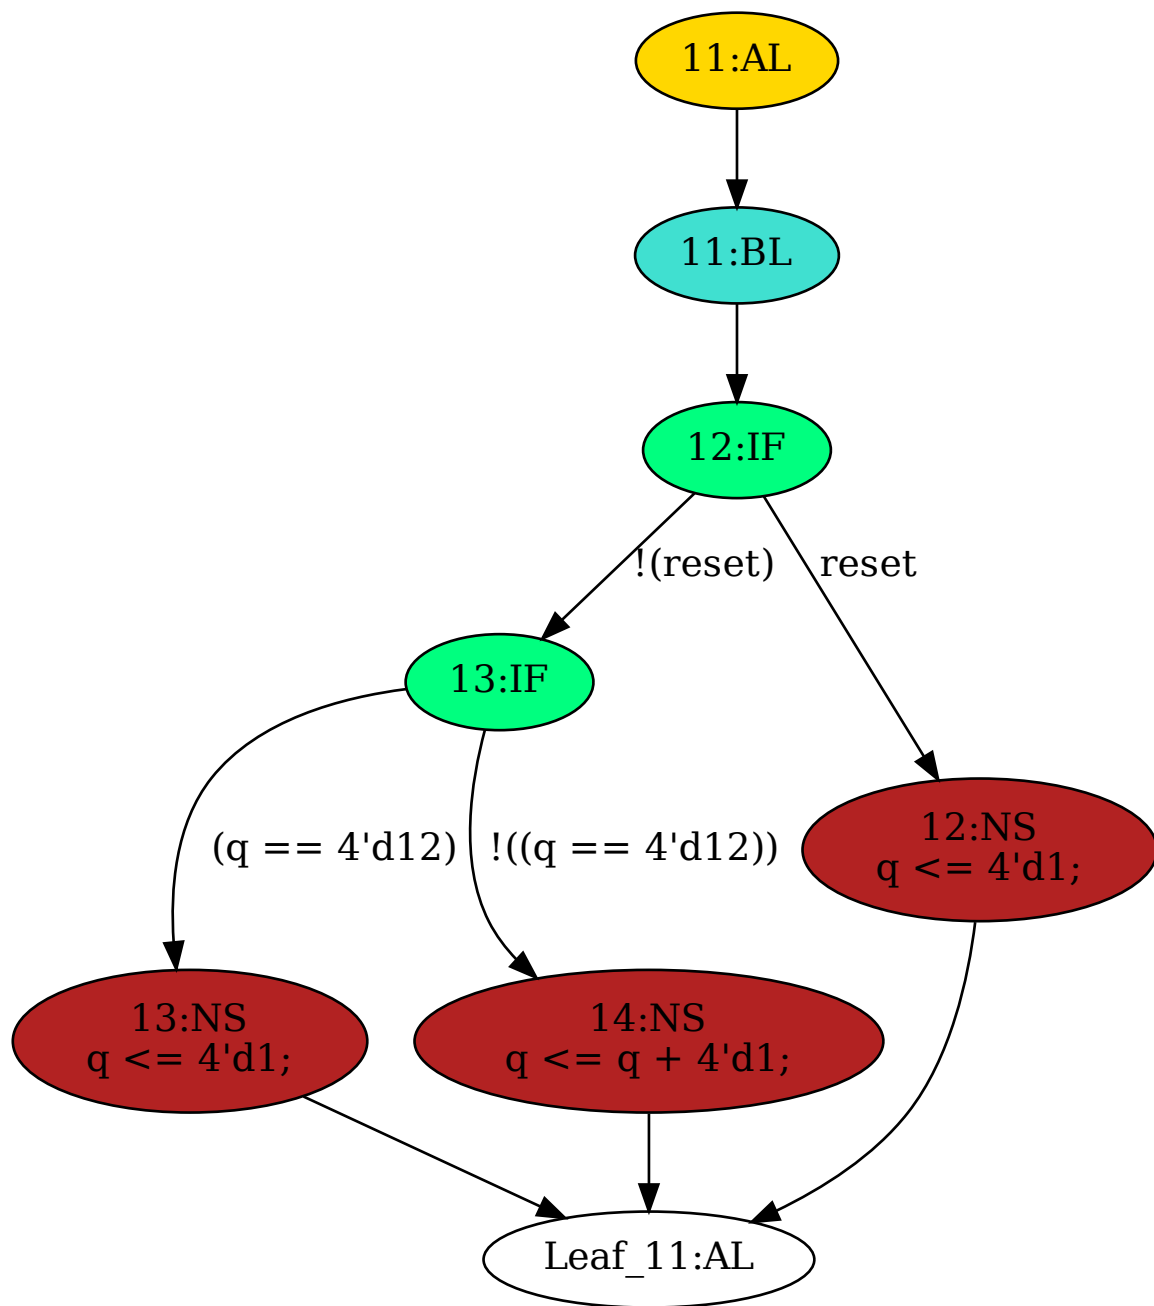 11:AL
11:BL
12:IF
!(reset)
reset
13:IF
(q == 4'd12)
!((q == 4'd12))
12:NS
q <= 4'd1;
13:NS
q <= 4'd1;
14:NS
q <= q + 4'd1;
Leaf_11:AL